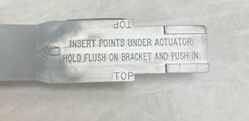 TOP
INSERT POINTS UNDER ACTUATOR
HOLD FLUSH ON BRACKET AND PUSH IN
TOP